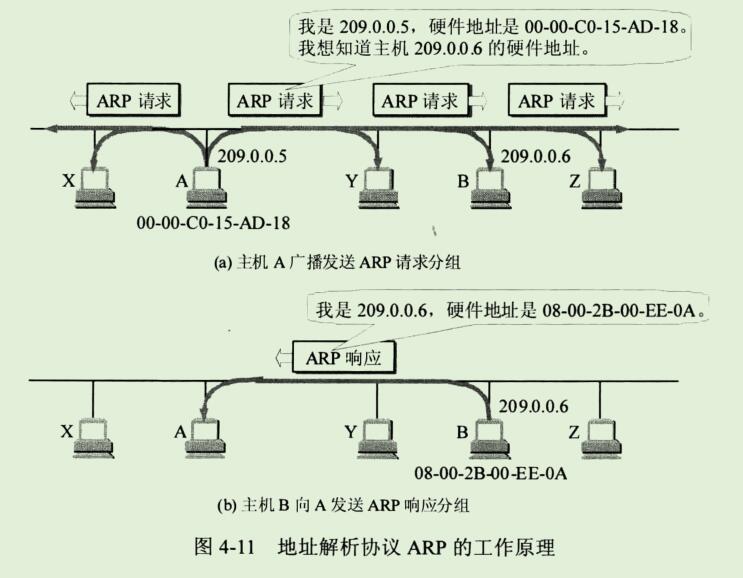 我是 209.0.0.5，硬件地址是 00-00-C0-15-AD-18。
我想知道主机 209.0.0.6 的硬件地址。
ARP 请求
ARP 请求
ARP 请求
ARP 请求
209.0.0.5
209.0.0.6
X
A
Y
B
Z
00-00-C0-15-AD-18
(a) 主机 A 广播发送 ARP 请求分组
我是 209.0.0.6，硬件地址是 08-00-2B-00-EE-0A。
ARP 响应
209.0.0.6
X
A
Y
B
Z
08-00-2B-00-EE-0A
(b) 主机 B 向 A 发送 ARP 响应分组
图 4-11 地址解析协议 ARP 的工作原理